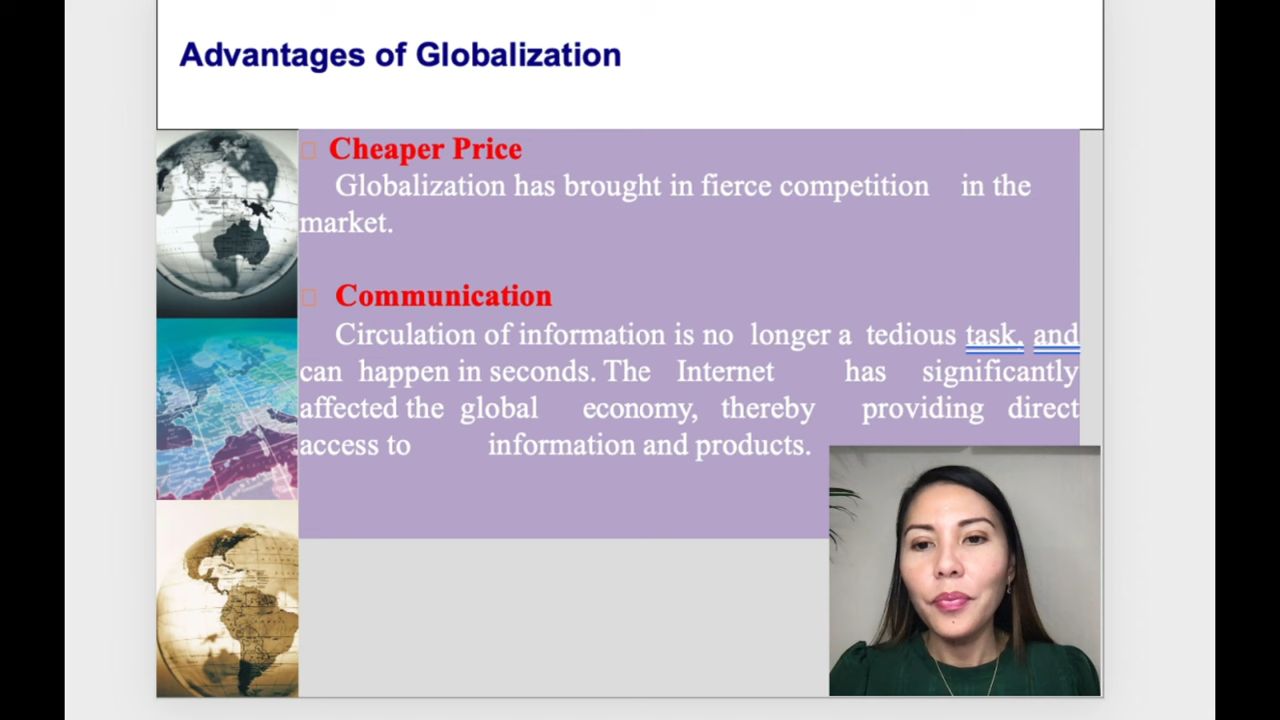 Advantages of Globalization
Cheaper Price
Globalization has brought in fierce competition in the
market.
Communication
Circulation of information is no longer a tedious task, and
can happen in seconds. The Internet has significantly
affected the global economy, thereby providing direct
access to information and products.